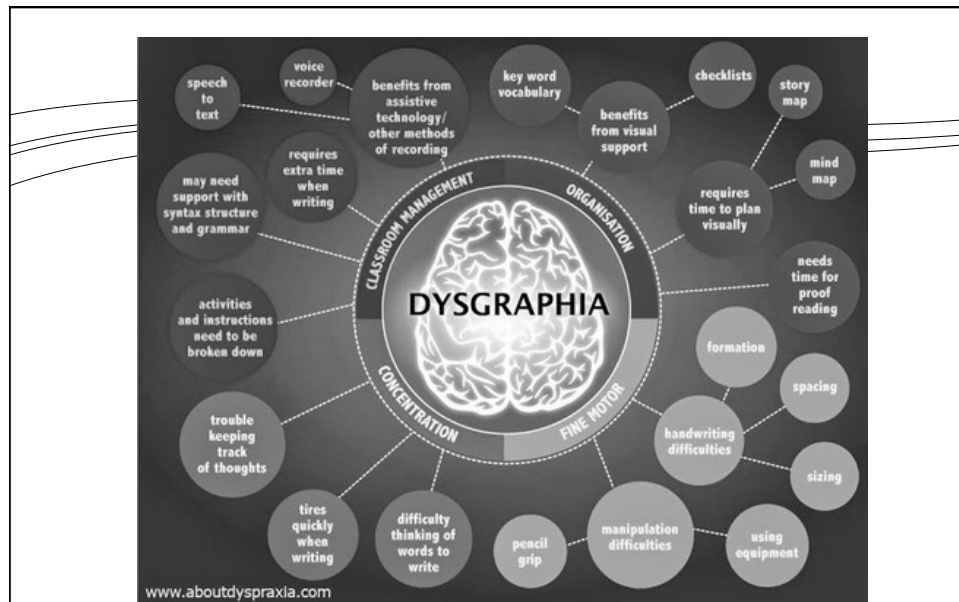 speech
to
text
voice
recorder
benefits from
assistive
technology/
other methods
of recording
requires
extra time
when
writing
may need
support with
syntax structure
and grammar
activities
and instructions
need to be
broken down
CLASSROOM MANAGEMENT
key word
vocabulary
checklists
benefits
from visual
support
story
map
mind
map
requires
time to plan
visually
needs
time for
proof
reading
ORGANISATION
DYSGRAPHIA
CONCENTRATION
trouble
keeping
track
of thoughts
tires
quickly
when
writing
difficulty
thinking of
words to
write
FINE MOTOR
formation
spacing
handwriting
difficulties
sizing
manipulation
difficulties
pencil
grip
using
equipment
www.aboutdyspraxia.com